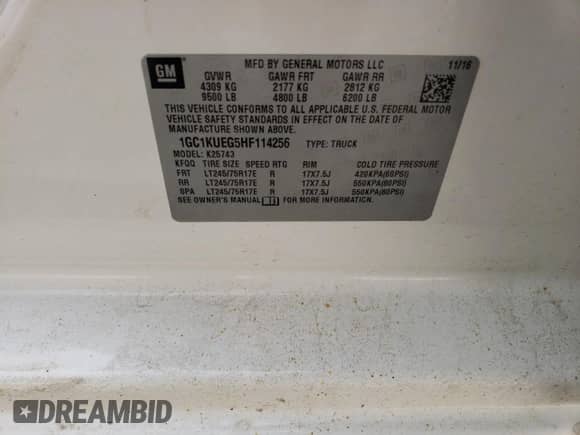 GM
MFD BY GENERAL MOTORS LLC 11/16
GVWR GAWR FRT GAWR RR
4309 KG 2177 KG 2812 KG
9500 LB 4800 LB 6200 LB
THIS VEHICLE CONFORMS TO ALL APPLICABLE U.S. FEDERAL MOTOR
VEHICLE SAFETY STANDARDS IN EFFECT ON THE DATE OF
MANUFACTURE SHOWN ABOVE.
1GC1KUEG5HF114256 TYPE: TRUCK
MODEL: K25743
KFQQ TIRE SIZE SPEED RTG RIM COLD TIRE PRESSURE
FRT LT245/75R17E R 17X7.5J 420KPA(60PSI)
RR LT245/75R17E R 17X7.5J 550KPA(80PSI)
SPA LT245/75R17E R 17X7.5J 550KPA(80PSI)
SEE OWNER'S MANUAL FOR MORE INFORMATION.
DREAMBID